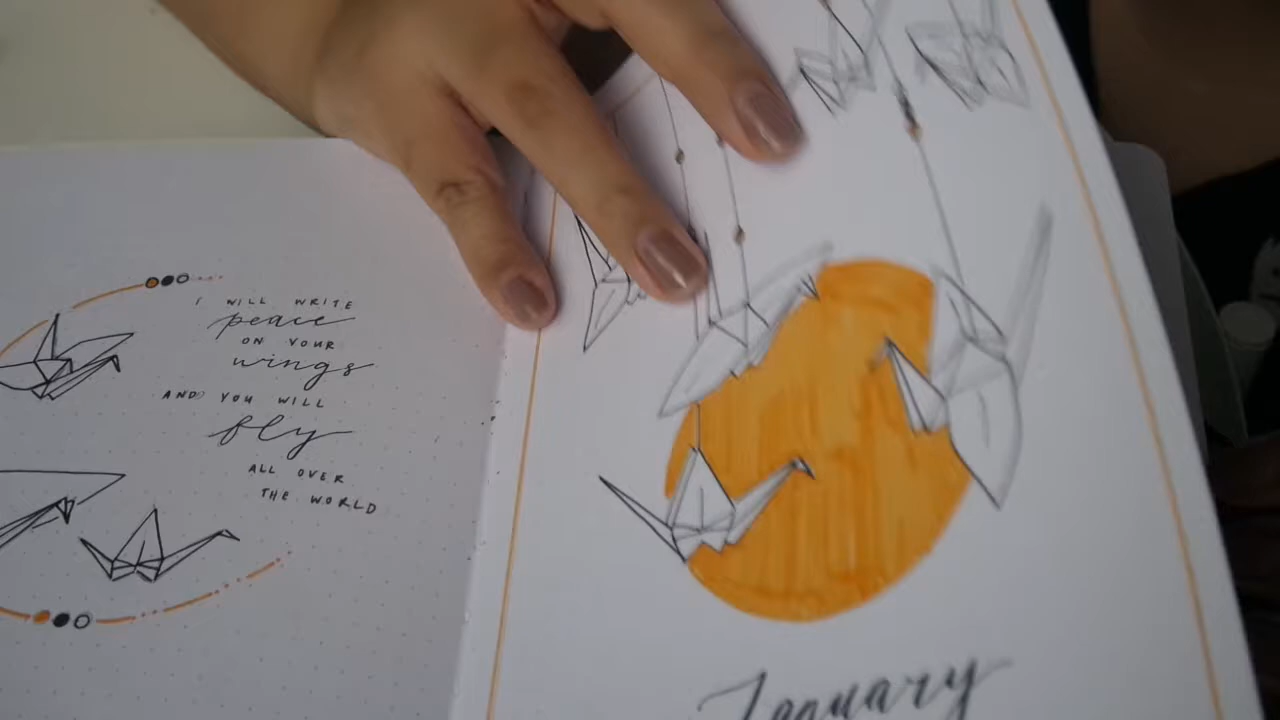 I WILL WRITE
peace
ON YOUR
wings
AND YOU WILL
fly
ALL OVER
THE WORLD
January